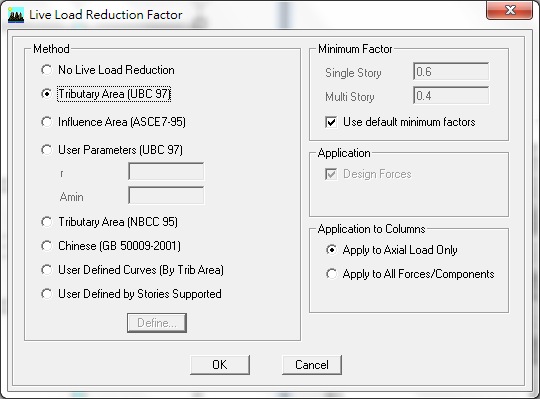 Live Load Reduction Factor
Method
No Live Load Reduction
Tributary Area (UBC 97)
Influence Area (ASCE7-95)
User Parameters (UBC 97)
r
Amin
Tributary Area (NBCC 95)
Chinese (GB 50009-2001)
User Defined Curves (By Trib Area)
User Defined by Stories Supported
Define...
Minimum Factor
Single Story 0.6
Multi Story 0.4
Use default minimum factors
Application
Design Forces
Application to Columns
Apply to Axial Load Only
Apply to All Forces/Components
OK Cancel